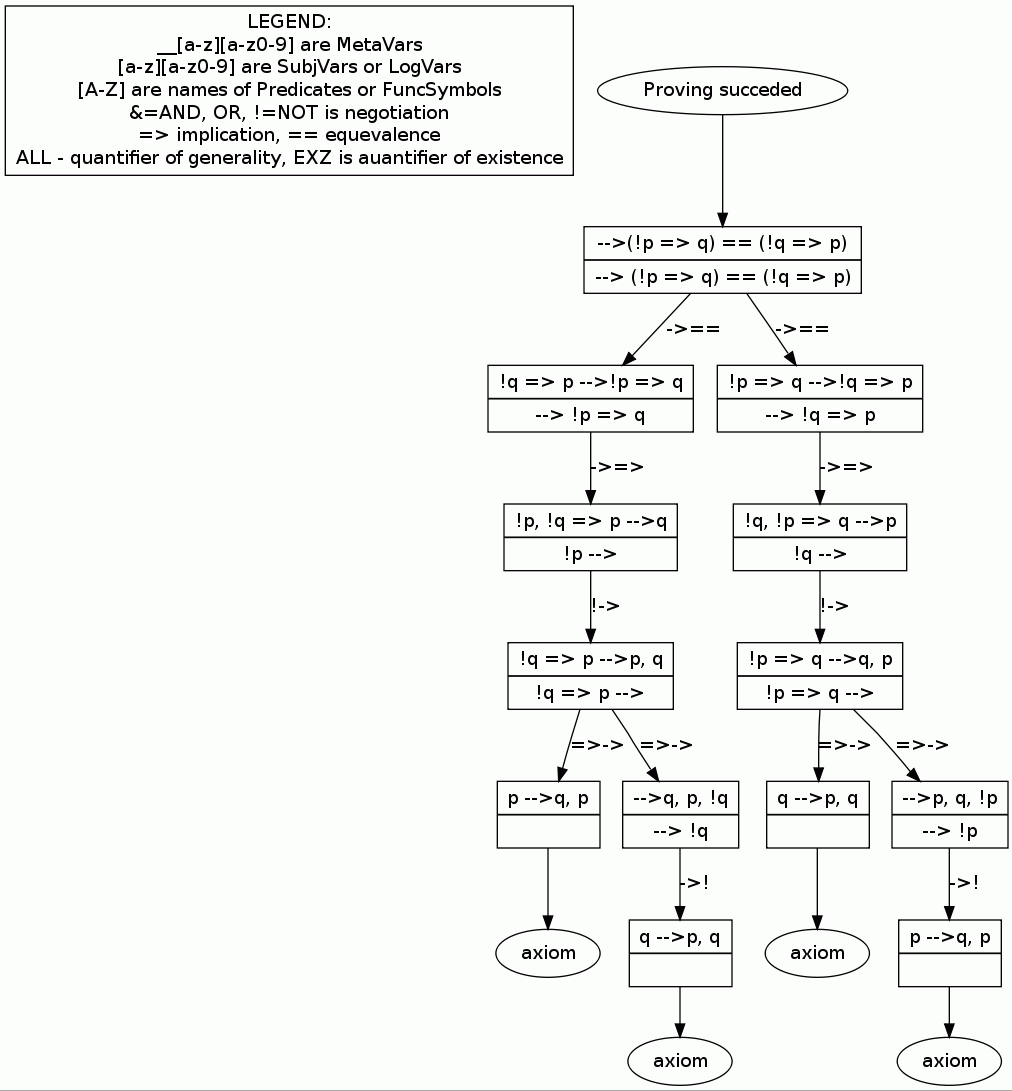 LEGEND:
__[a-z][a-z0-9] are MetaVars
[a-z][a-z0-9] are SubjVars or LogVars
[A-Z] are names of Predicates or FuncSymbols
&=AND, OR, !=NOT is negotiation
=> implication, == equevalence
ALL - quantifier of generality, EXZ is auantifier of existence
Proving succeded
-->(!p => q) == (!q => p)
--> (!p => q) == (!q => p)
->==
->==
!q => p -->!p => q
--> !p => q
!p => q -->!q => p
--> !q => p
->=>
->=>
!p, !q => p -->q
!p -->
!q, !p => q -->p
!q -->
!->
!->
!q => p -->p, q
!q => p -->
!p => q -->q, p
!p => q -->
=>->
=>->
=>->
=>->
p -->q, p
-->q, p, !q
--> !q
q -->p, q
-->p, q, !p
--> !p
->!
->!
axiom
q -->p, q
axiom
p -->q, p
axiom
axiom